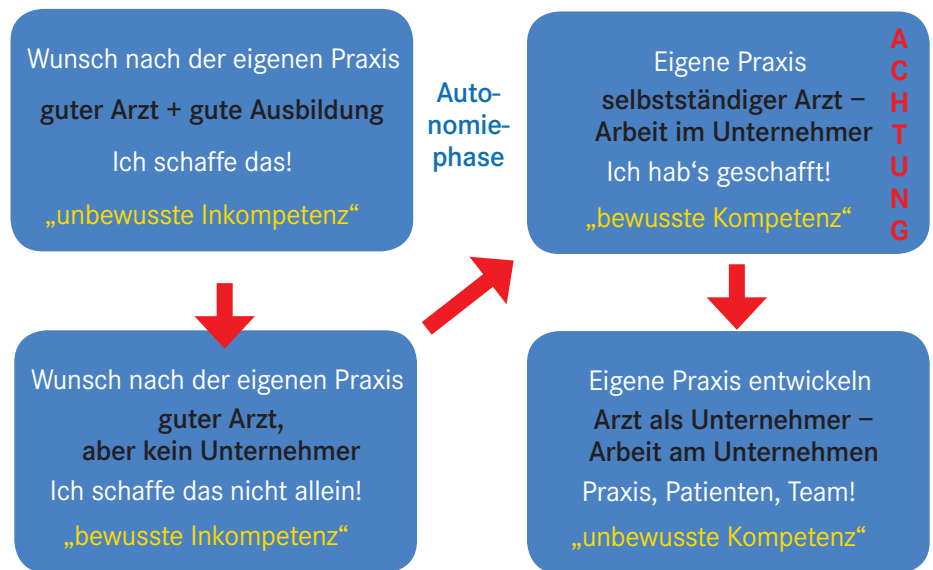 Wunsch nach der eigenen Praxis
guter Arzt + gute Ausbildung
Ich schaffe das!
„unbewusste Inkompetenz“
Wunsch nach der eigenen Praxis
guter Arzt,
aber kein Unternehmer
Ich schaffe das nicht allein!
„bewusste Inkompetenz“
Auto-
nomie-
phase
Eigene Praxis
selbstständiger Arzt –
Arbeit im Unternehmer
Ich hab‘s geschafft!
„bewusste Kompetenz“
A
C
H
T
U
N
G
Eigene Praxis entwickeln
Arzt als Unternehmer –
Arbeit am Unternehmen
Praxis, Patienten, Team!
„unbewusste Kompetenz“